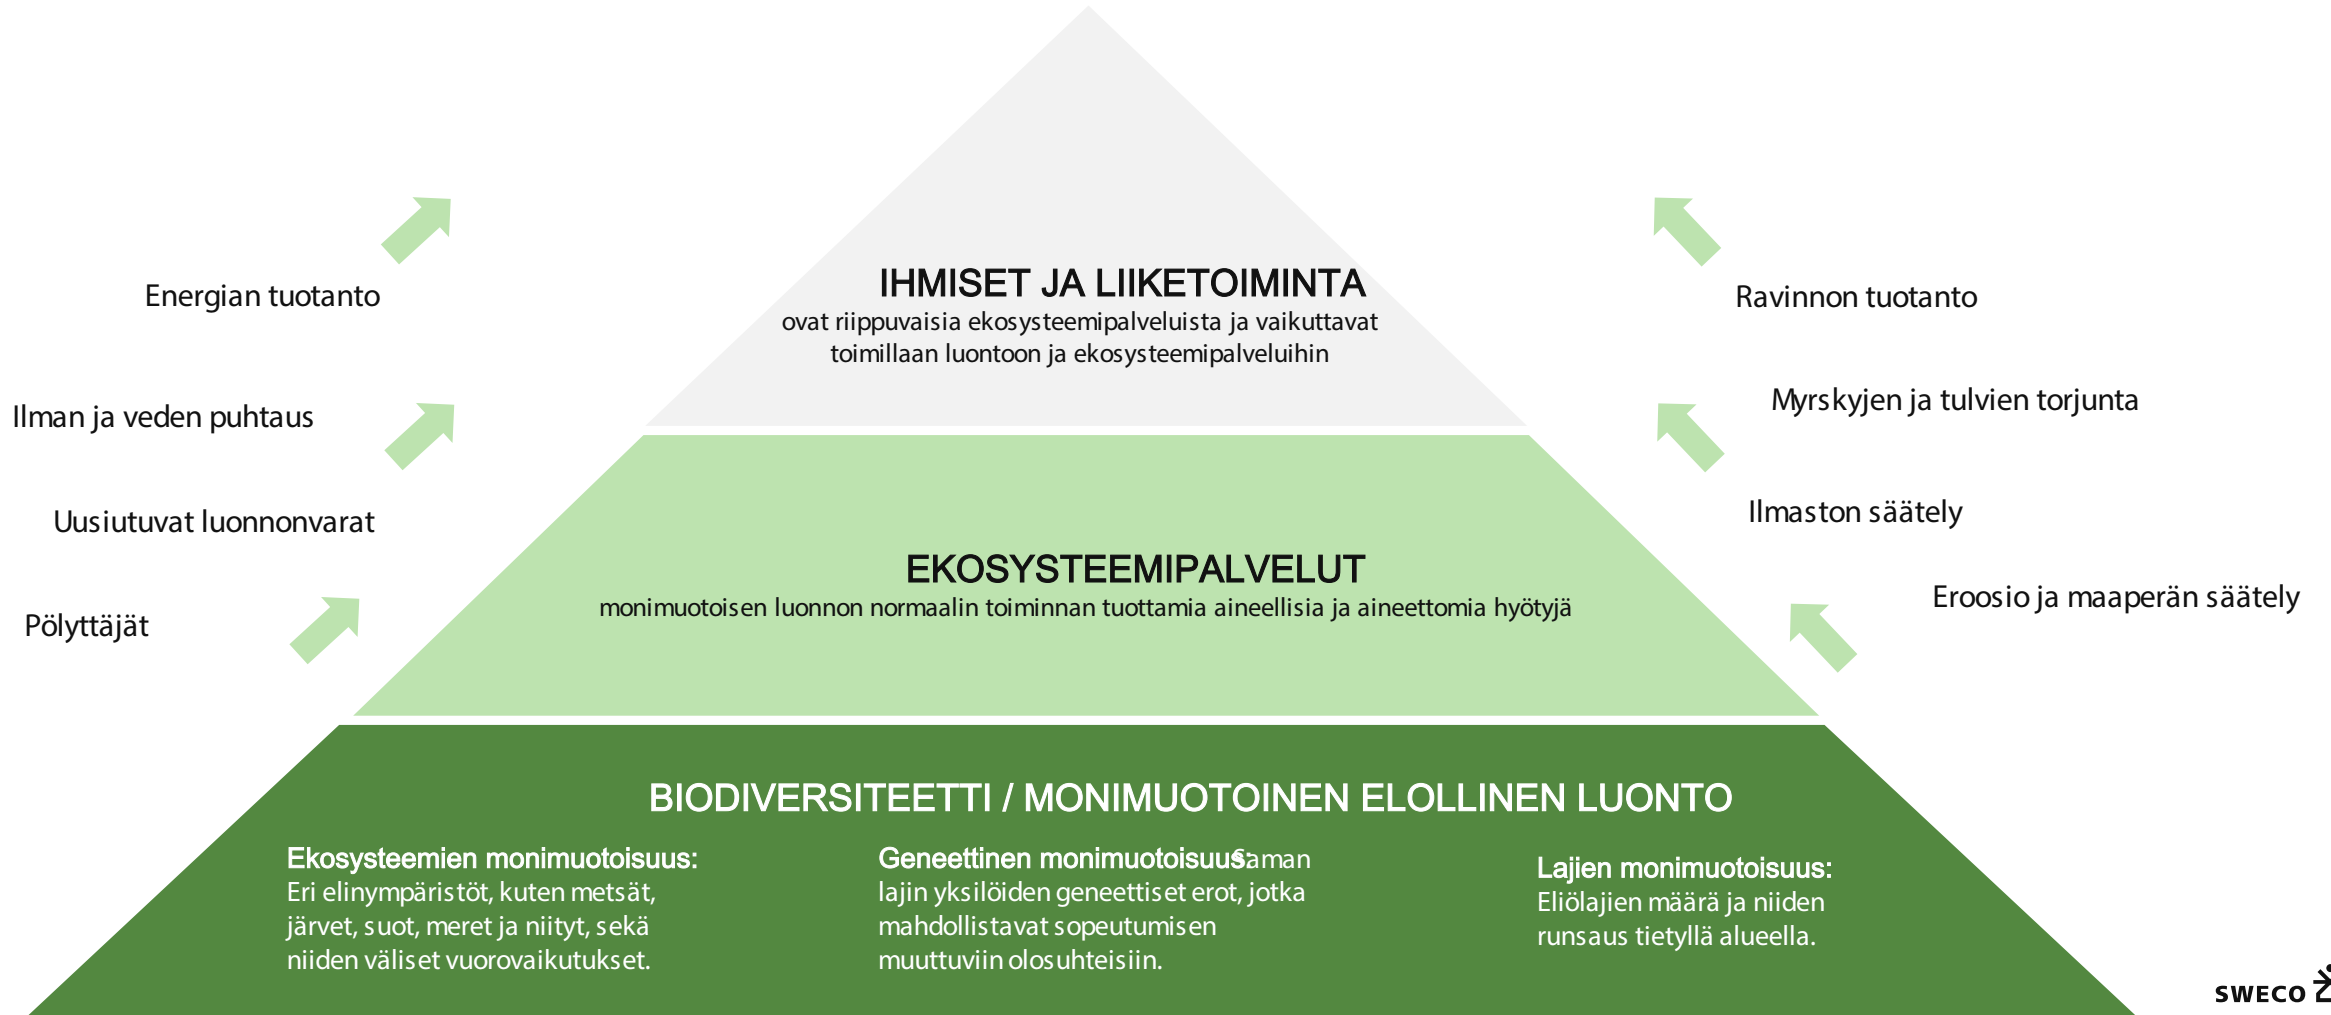 IHMISET JA LIIKETOIMINTA
ovat riippuvaisia ekosysteemipalveluista ja vaikuttavat
toimillaan luontoon ja ekosysteemipalveluihin
Energian tuotanto
Ilman ja veden puhtaus
Uusiutuvat luonnonvarat
Pölyttäjät
Ravinnon tuotanto
Myrskyjen ja tulvien torjunta
Ilmaston säätely
Eroosio ja maaperän säätely
EKOSYSTEEMIPALVELUT
monimuotoisen luonnon normaalin toiminnan tuottamia aineellisia ja aineettomia hyötyjä
BIODIVERSITEETTI / MONIMUOTOINEN ELOLLINEN LUONTO
Ekosysteemien monimuotoisuus:
Eri elinympäristöt, kuten metsät,
järvet, suot, meret ja niityt, sekä
niiden väliset vuorovaikutukset.
Geneettinen monimuotoisuus: Saman
lajin yksilöiden geneettiset erot, jotka
mahdollistavat sopeutumisen
muuttuviin olosuhteisiin.
Lajien monimuotoisuus:
Eliölajien määrä ja niiden
runsaus tietyllä alueella.
SWECO